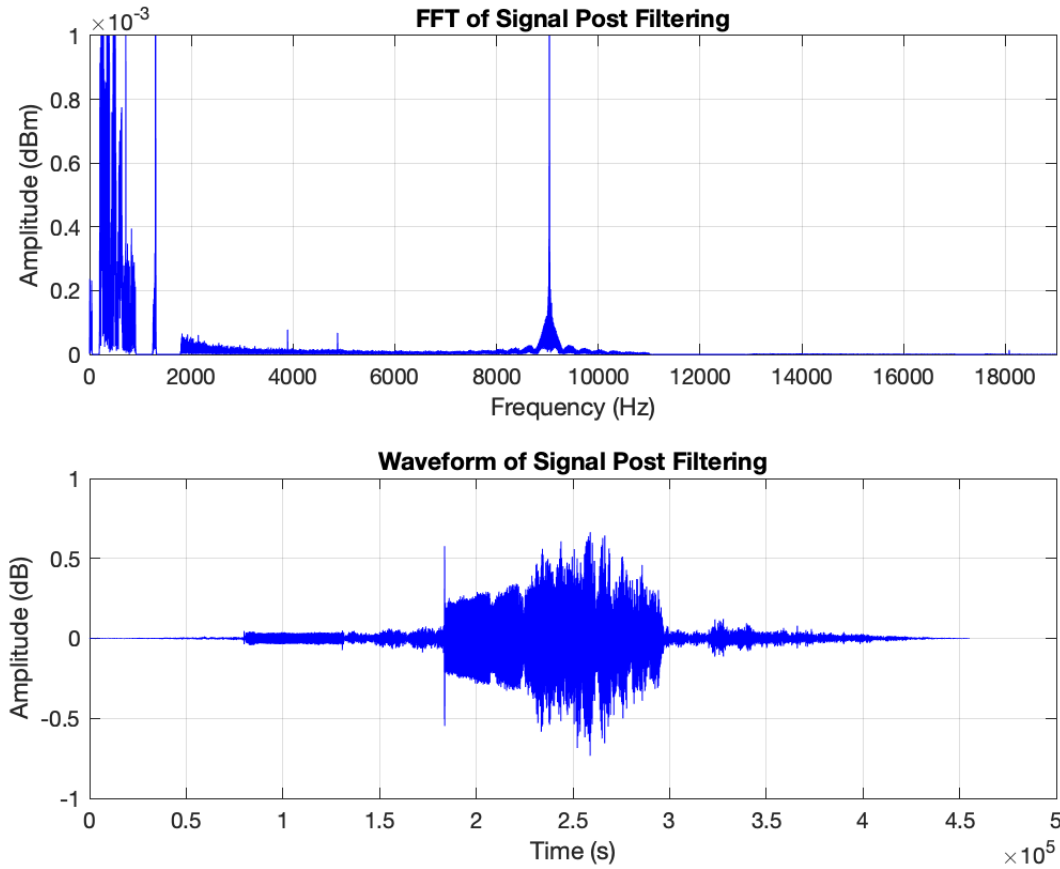 FFT of Signal Post Filtering
×10⁻³
1
0.8
0.6
0.4
0.2
0
Amplitude (dBm)
0 2000 4000 6000 8000 10000 12000 14000 16000 18000
Frequency (Hz)
Waveform of Signal Post Filtering
1
0.5
0
-0.5
-1
Amplitude (dB)
0 0.5 1 1.5 2 2.5 3 3.5 4 4.5 5
Time (s)
×10⁵